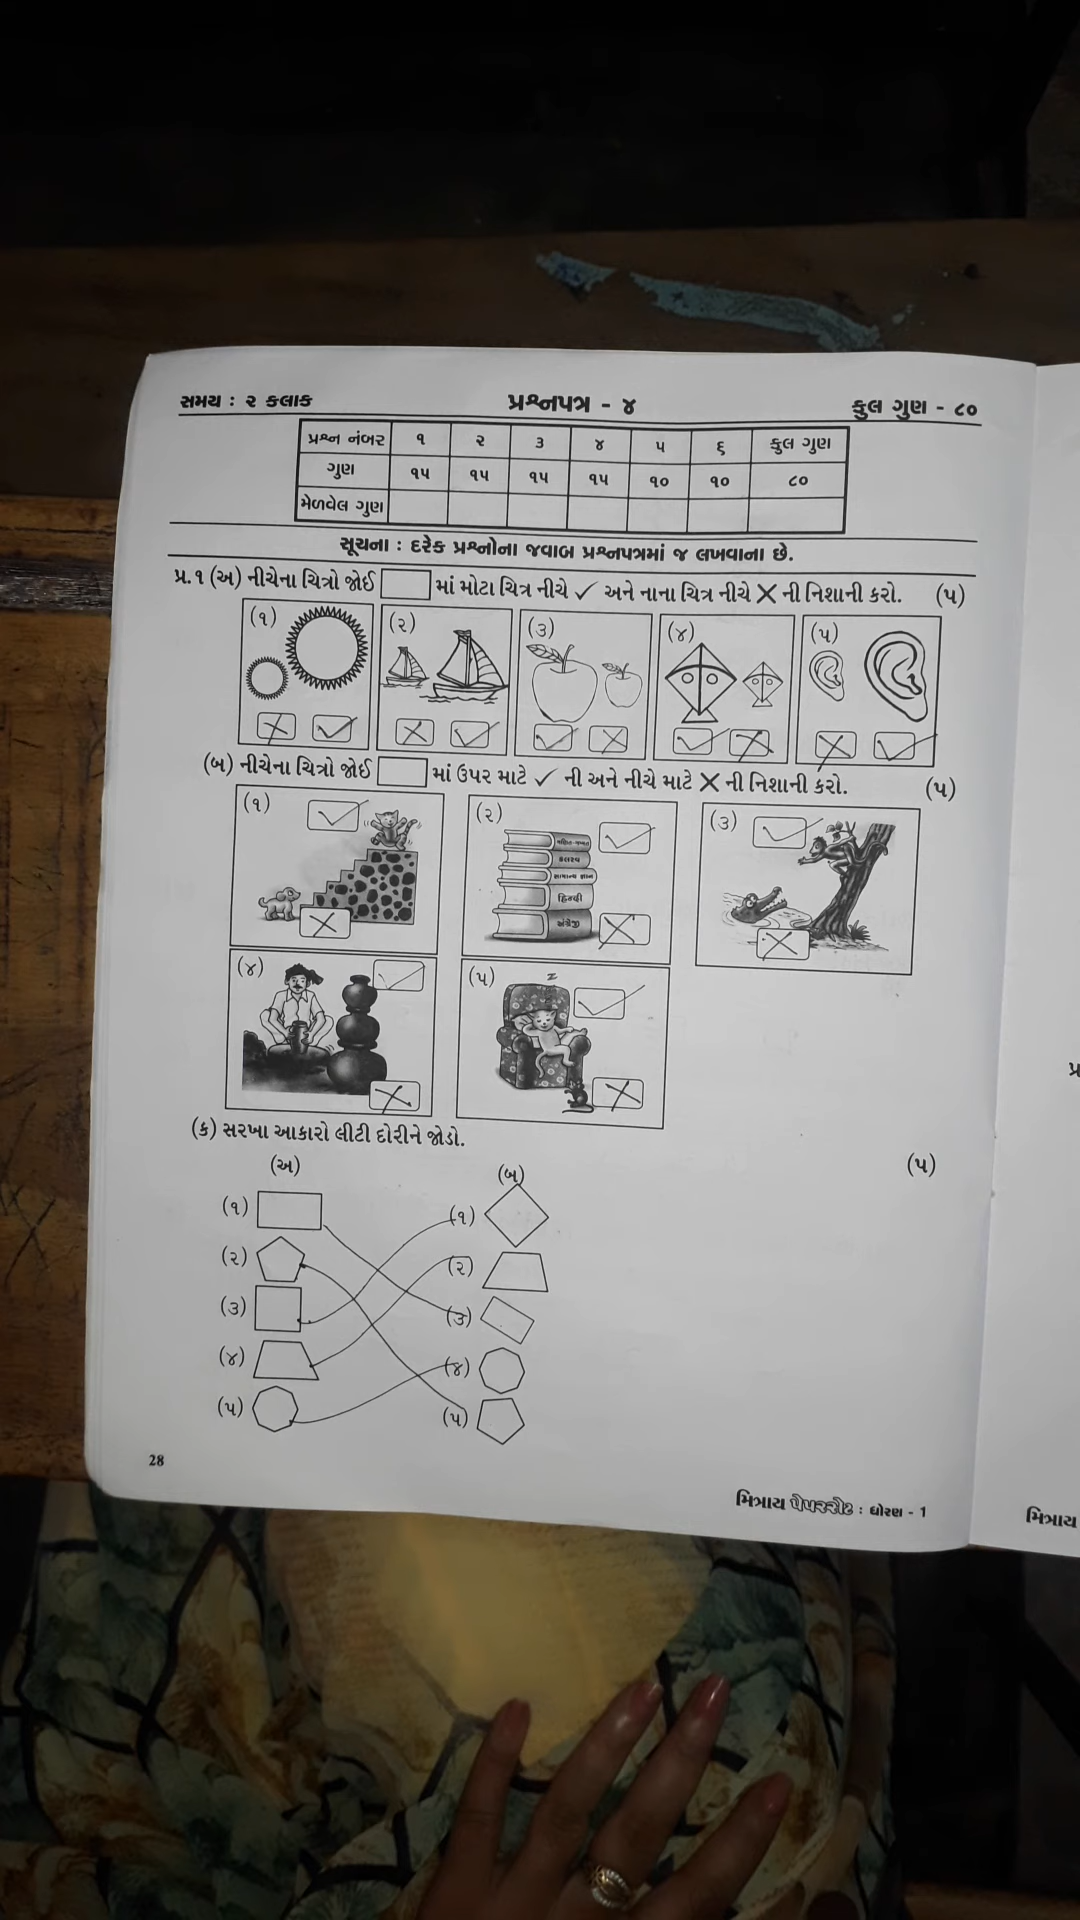 સમય : ૨ કલાક પ્રશ્નપત્ર - ૪ કુલ ગુણ - ૮૦
પ્રશ્ન નંબર ૧ ૨ ૩ ૪ ૫ ૬ કુલ ગુણ
ગુણ ૧૫ ૧૫ ૧૫ ૧૫ ૧૦ ૧૦ ૮૦
મેળવેલ ગુણ
સૂચના : દરેક પ્રશ્નોના જવાબ પ્રશ્નપત્રમાં જ લખવાના છે.
પ્ર.૧ (અ) નીચેના ચિત્રો જોઈ માં મોટા ચિત્ર નીચે ✓ અને નાના ચિત્ર નીચે ✕ ની નિશાની કરો. (૫)
(૧) (૨) (૩) (૪) (૫)
(બ) નીચેના ચિત્રો જોઈ માં ઉપર માટે ✓ ની અને નીચે માટે ✕ ની નિશાની કરો. (૫)
(૧) (૨) (૩)
કલરવ
સામાન્ય જ્ઞાન
हिन्दी
અંગ્રેજી
(૪) (૫)
z
(ક) સરખા આકારો લીટી દોરીને જોડો. (૫)
(અ) (બ)
(૧) (૧)
(૨) (૨)
(૩) (૩)
(૪) (૪)
(૫) (૫)
28
મિત્રાય પેપરસેટ : ધોરણ - 1
પ્ર
મિત્રાય